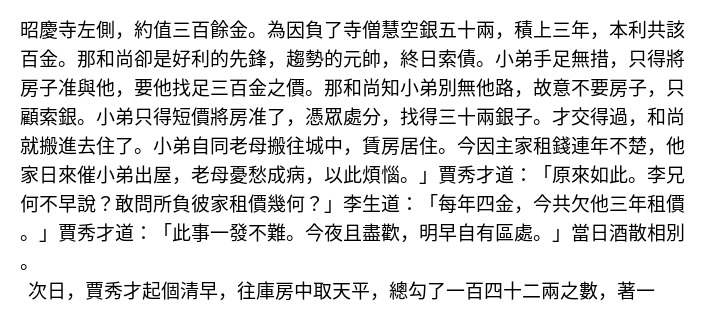 昭慶寺左側，約值三百餘金。為因負了寺僧慧空銀五十兩，積上三年，本利共該
百金。那和尚卻是好利的先鋒，趨勢的元帥，終日索債。小弟手足無措，只得將
房子准與他，要他找足三百金之價。那和尚知小弟別無他路，故意不要房子，只
顧索銀。小弟只得短價將房准了，憑眾處分，找得三十兩銀子。才交得過，和尚
就搬進去住了。小弟自同老母搬往城中，賃房居住。今因主家租錢連年不楚，他
家日來催小弟出屋，老母憂愁成病，以此煩惱。」賈秀才道：「原來如此。李兄
何不早說？敢問所負彼家租價幾何？」李生道：「每年四金，今共欠他三年租價
。」賈秀才道：「此事一發不難。今夜且盡歡，明早自有區處。」當日酒散相別
。
次日，賈秀才起個清早，往庫房中取天平，總勾了一百四十二兩之數，著一